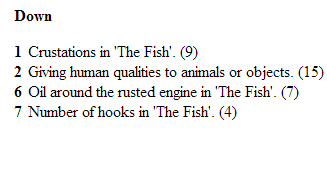 Down
1 Crustations in 'The Fish'. (9)
2 Giving human qualities to animals or objects. (15)
6 Oil around the rusted engine in 'The Fish'. (7)
7 Number of hooks in 'The Fish'. (4)